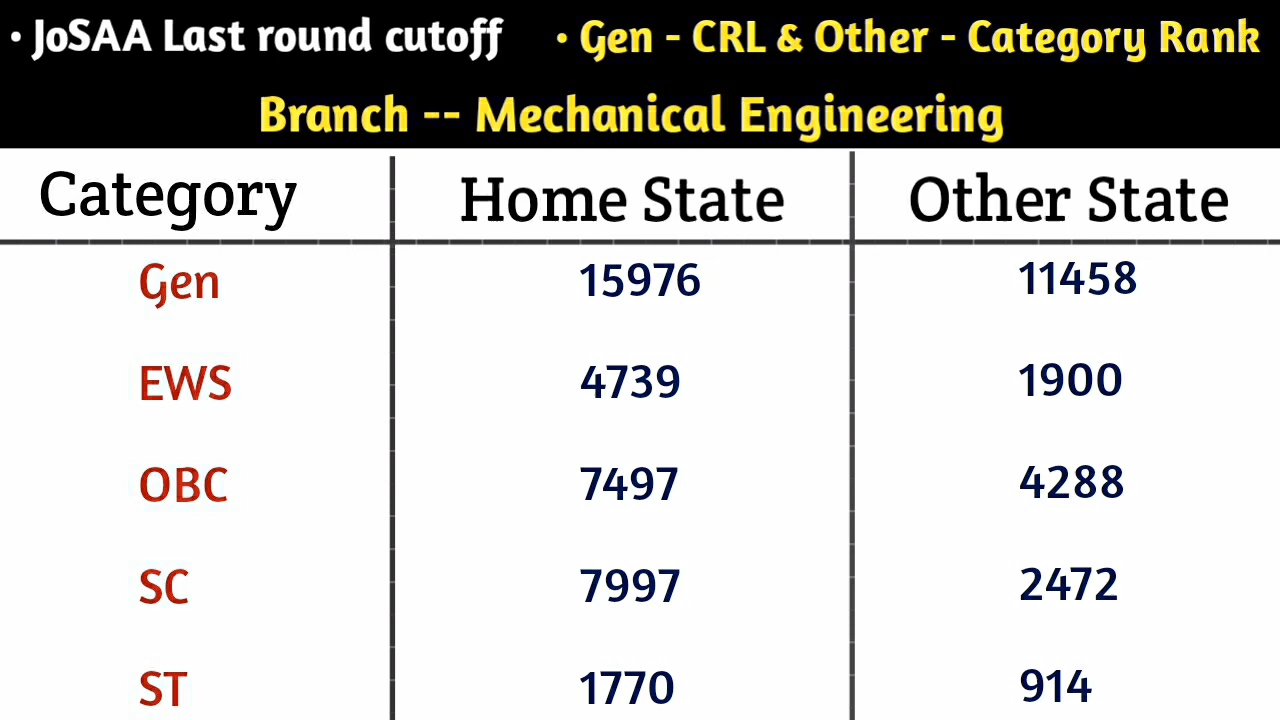 • JoSAA Last round cutoff • Gen - CRL & Other - Category Rank
Branch -- Mechanical Engineering
Category Home State Other State
Gen 15976 11458
EWS 4739 1900
OBC 7497 4288
SC 7997 2472
ST 1770 914